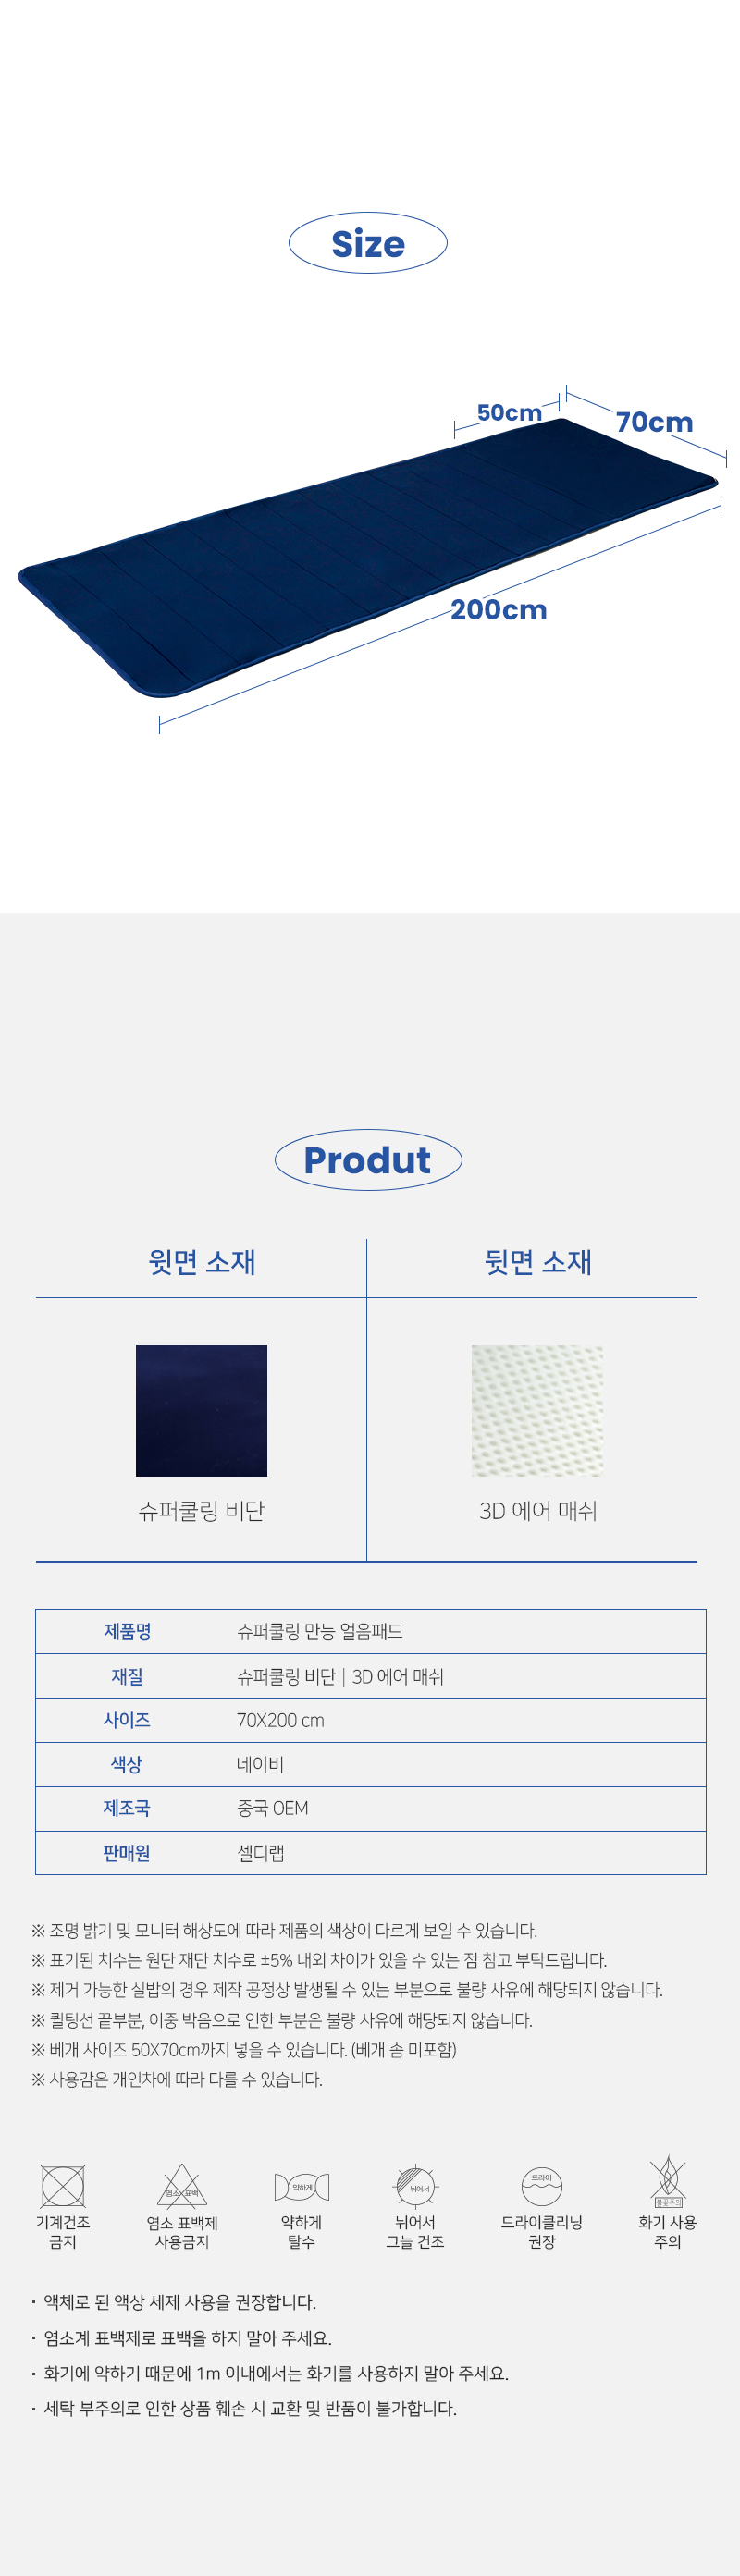 Size
50cm
70cm
200cm
Produt
윗면 소재
뒷면 소재
슈퍼쿨링 비단
3D 에어 매쉬
제품명 슈퍼쿨링 만능 얼음패드
재질 슈퍼쿨링 비단 | 3D 에어 매쉬
사이즈 70X200 cm
색상 네이비
제조국 중국 OEM
판매원 셀디랩
※ 조명 밝기 및 모니터 해상도에 따라 제품의 색상이 다르게 보일 수 있습니다.
※ 표기된 치수는 원단 재단 치수로 ±5% 내외 차이가 있을 수 있는 점 참고 부탁드립니다.
※ 제거 가능한 실밥의 경우 제작 공정상 발생될 수 있는 부분으로 불량 사유에 해당되지 않습니다.
※ 퀼팅선 끝부분, 이중 박음으로 인한 부분은 불량 사유에 해당되지 않습니다.
※ 베개 사이즈 50X70cm까지 넣을 수 있습니다. (베개 솜 미포함)
※ 사용감은 개인차에 따라 다를 수 있습니다.
염소 표백
약하게
뉘어서
드라이
불꽃주의
기계건조
금지
염소 표백제
사용금지
약하게
탈수
뉘어서
그늘 건조
드라이클리닝
권장
화기 사용
주의
· 액체로 된 액상 세제 사용을 권장합니다.
· 염소계 표백제로 표백을 하지 말아 주세요.
· 화기에 약하기 때문에 1m 이내에서는 화기를 사용하지 말아 주세요.
· 세탁 부주의로 인한 상품 훼손 시 교환 및 반품이 불가합니다.